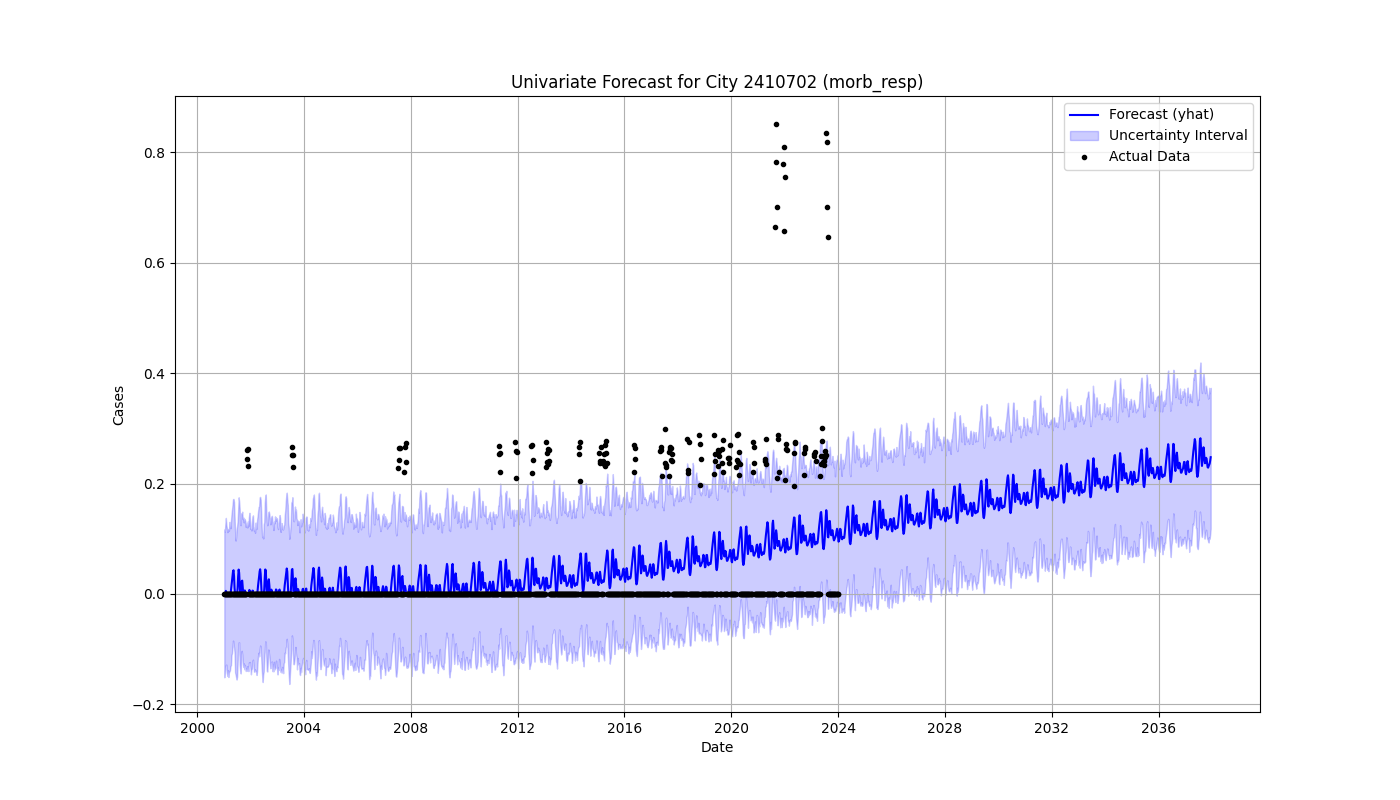 Univariate Forecast for City 2410702 (morb_resp)
Forecast (yhat)
Uncertainty Interval
Actual Data
Cases
0.8
0.6
0.4
0.2
0.0
−0.2
2000 2004 2008 2012 2016 2020 2024 2028 2032 2036
Date